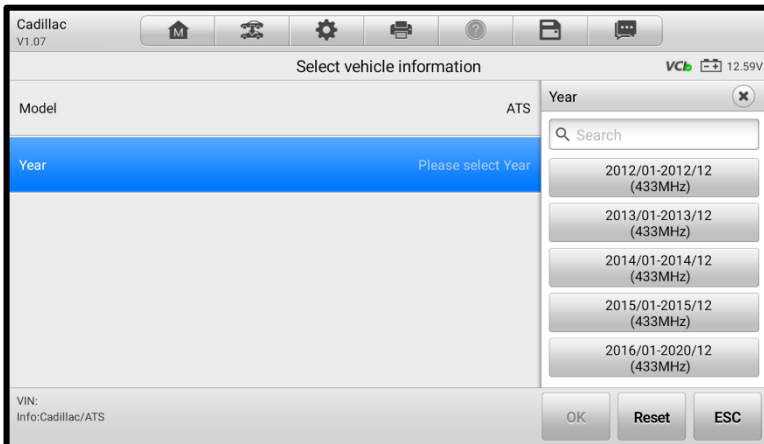 Cadillac
V1.07
M
?
Select vehicle information
VCI
12.59V
Model
ATS
Year
Please select Year
Year
Search
2012/01-2012/12
(433MHz)
2013/01-2013/12
(433MHz)
2014/01-2014/12
(433MHz)
2015/01-2015/12
(433MHz)
2016/01-2020/12
(433MHz)
VIN:
Info:Cadillac/ATS
OK
Reset
ESC